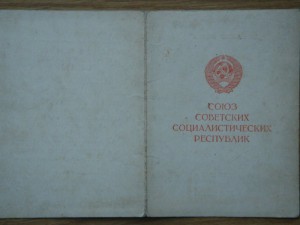 СОЮЗ
СОВЕТСКИХ
СОЦИАЛИСТИЧЕСКИХ
РЕСПУБЛИК